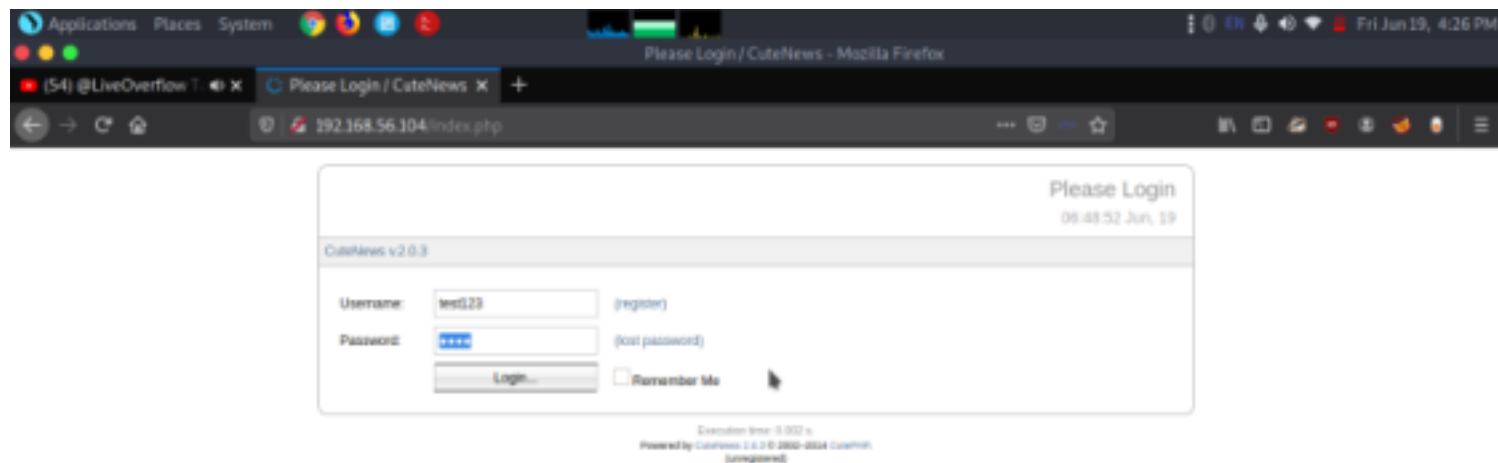 Applications Places System EN Fri Jun 19, 4:26 PM
Please Login / CuteNews - Mozilla Firefox
(54) @LiveOverflow T Please Login / CuteNews
192.168.56.104/index.php
Please Login
06:48:52 Jun, 19
CuteNews v.2.0.3
Username: test123 (register)
Password: •••• (lost password)
Login... Remember Me
Execution time: 0.002 s.
Powered by CuteNews 2.0.3 © 2002–2014 CutePHP.
(unregistered)